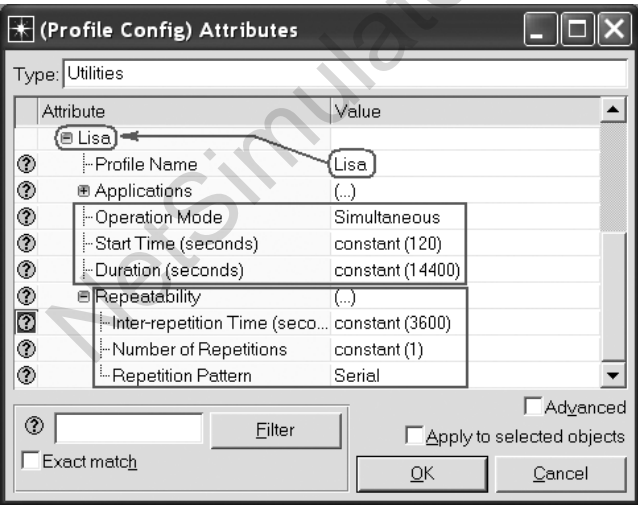 (Profile Config) Attributes
Type: Utilities
Attribute Value
Lisa
Profile Name Lisa
Applications (...)
Operation Mode Simultaneous
Start Time (seconds) constant (120)
Duration (seconds) constant (14400)
Repeatability (...)
Inter-repetition Time (seco... constant (3600)
Number of Repetitions constant (1)
Repetition Pattern Serial
Advanced
Filter
Apply to selected objects
Exact match
OK Cancel